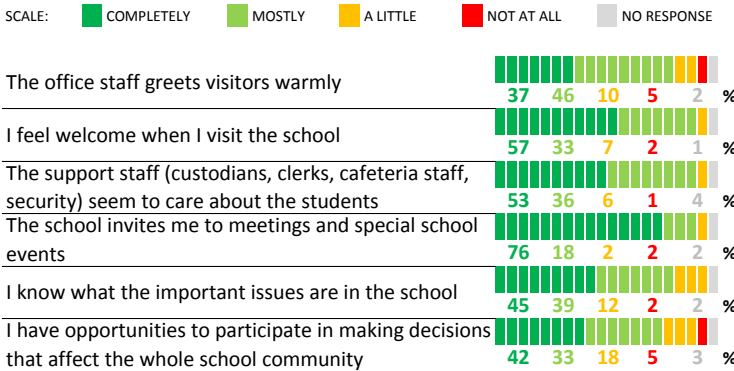 SCALE: COMPLETELY MOSTLY A LITTLE NOT AT ALL NO RESPONSE
The office staff greets visitors warmly
37 46 10 5 2 %
I feel welcome when I visit the school
57 33 7 2 1 %
The support staff (custodians, clerks, cafeteria staff,
security) seem to care about the students
53 36 6 1 4 %
The school invites me to meetings and special school
events
76 18 2 2 2 %
I know what the important issues are in the school
45 39 12 2 2 %
I have opportunities to participate in making decisions
that affect the whole school community
42 33 18 5 3 %